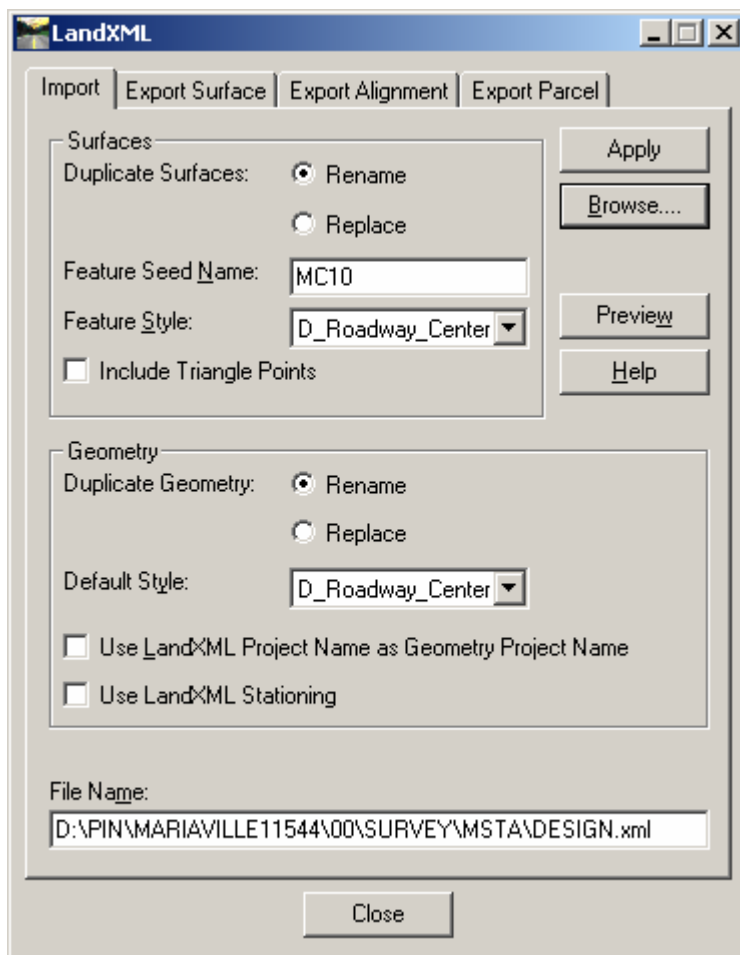 LandXML
Import Export Surface Export Alignment Export Parcel
Surfaces
Duplicate Surfaces: Rename
Replace
Feature Seed Name: MC10
Feature Style: D_Roadway_Center
Include Triangle Points
Apply
Browse....
Preview
Help
Geometry
Duplicate Geometry: Rename
Replace
Default Style: D_Roadway_Center
Use LandXML Project Name as Geometry Project Name
Use LandXML Stationing
File Name:
D:\PIN\MARIAVILLE11544\00\SURVEY\MSTA\DESIGN.xml
Close